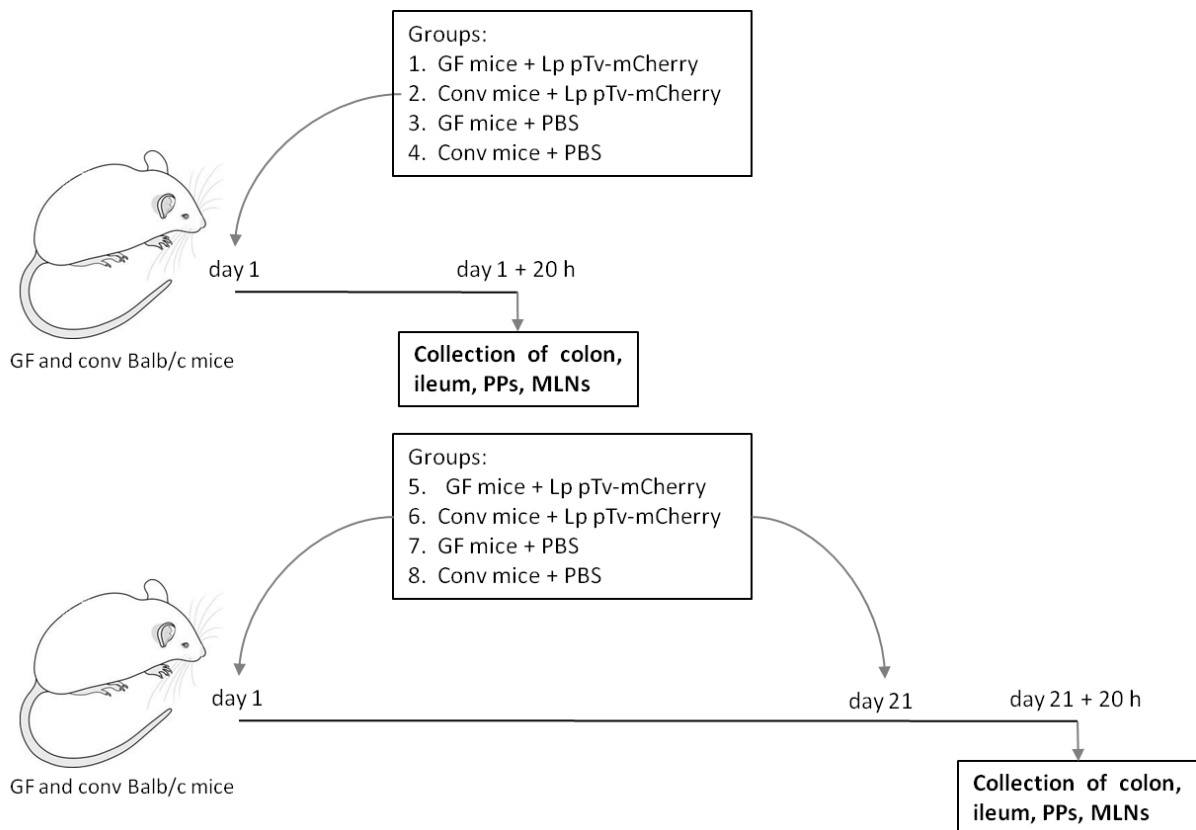 Groups:
1. GF mice + Lp pTv-mCherry
2. Conv mice + Lp pTv-mCherry
3. GF mice + PBS
4. Conv mice + PBS
day 1
day 1 + 20 h
GF and conv Balb/c mice
Collection of colon,
ileum, PPs, MLNs
Groups:
5. GF mice + Lp pTv-mCherry
6. Conv mice + Lp pTv-mCherry
7. GF mice + PBS
8. Conv mice + PBS
day 1
day 21
day 21 + 20 h
GF and conv Balb/c mice
Collection of colon,
ileum, PPs, MLNs